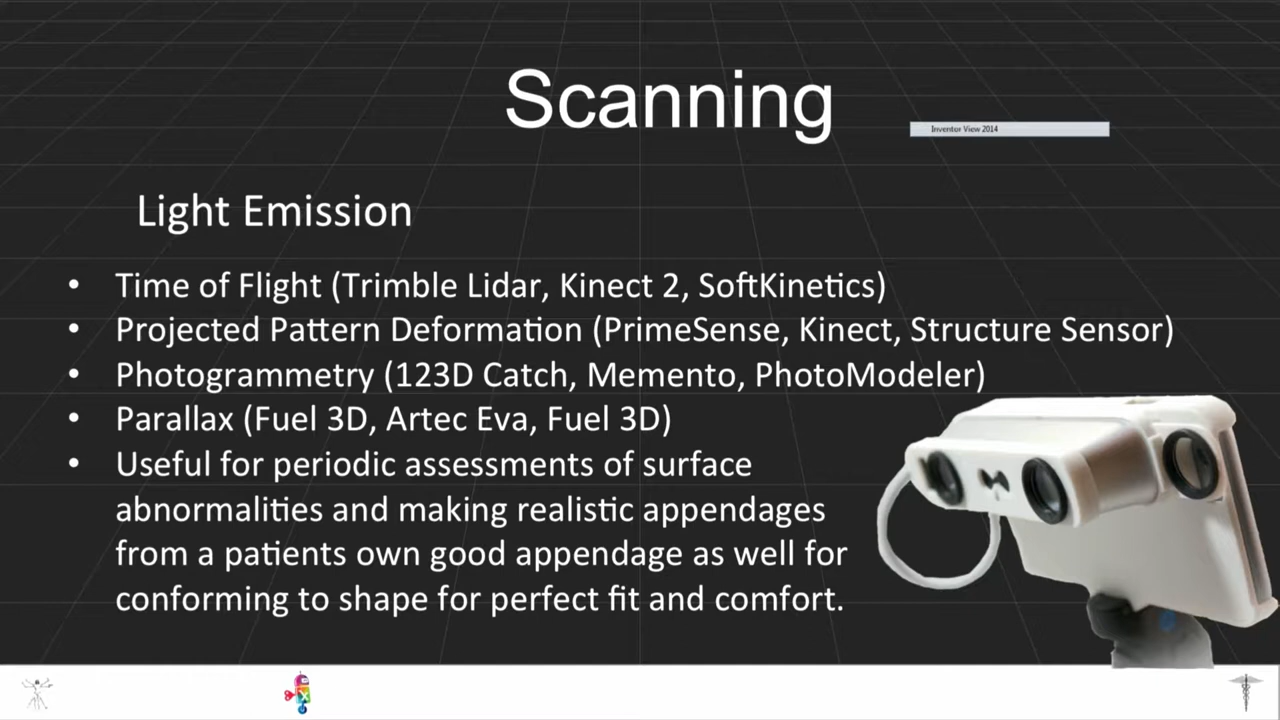 Scanning
Inventor View 2014
Light Emission
• Time of Flight (Trimble Lidar, Kinect 2, SoftKinetics)
• Projected Pattern Deformation (PrimeSense, Kinect, Structure Sensor)
• Photogrammetry (123D Catch, Memento, PhotoModeler)
• Parallax (Fuel 3D, Artec Eva, Fuel 3D)
• Useful for periodic assessments of surface
abnormalities and making realistic appendages
from a patients own good appendage as well for
conforming to shape for perfect fit and comfort.